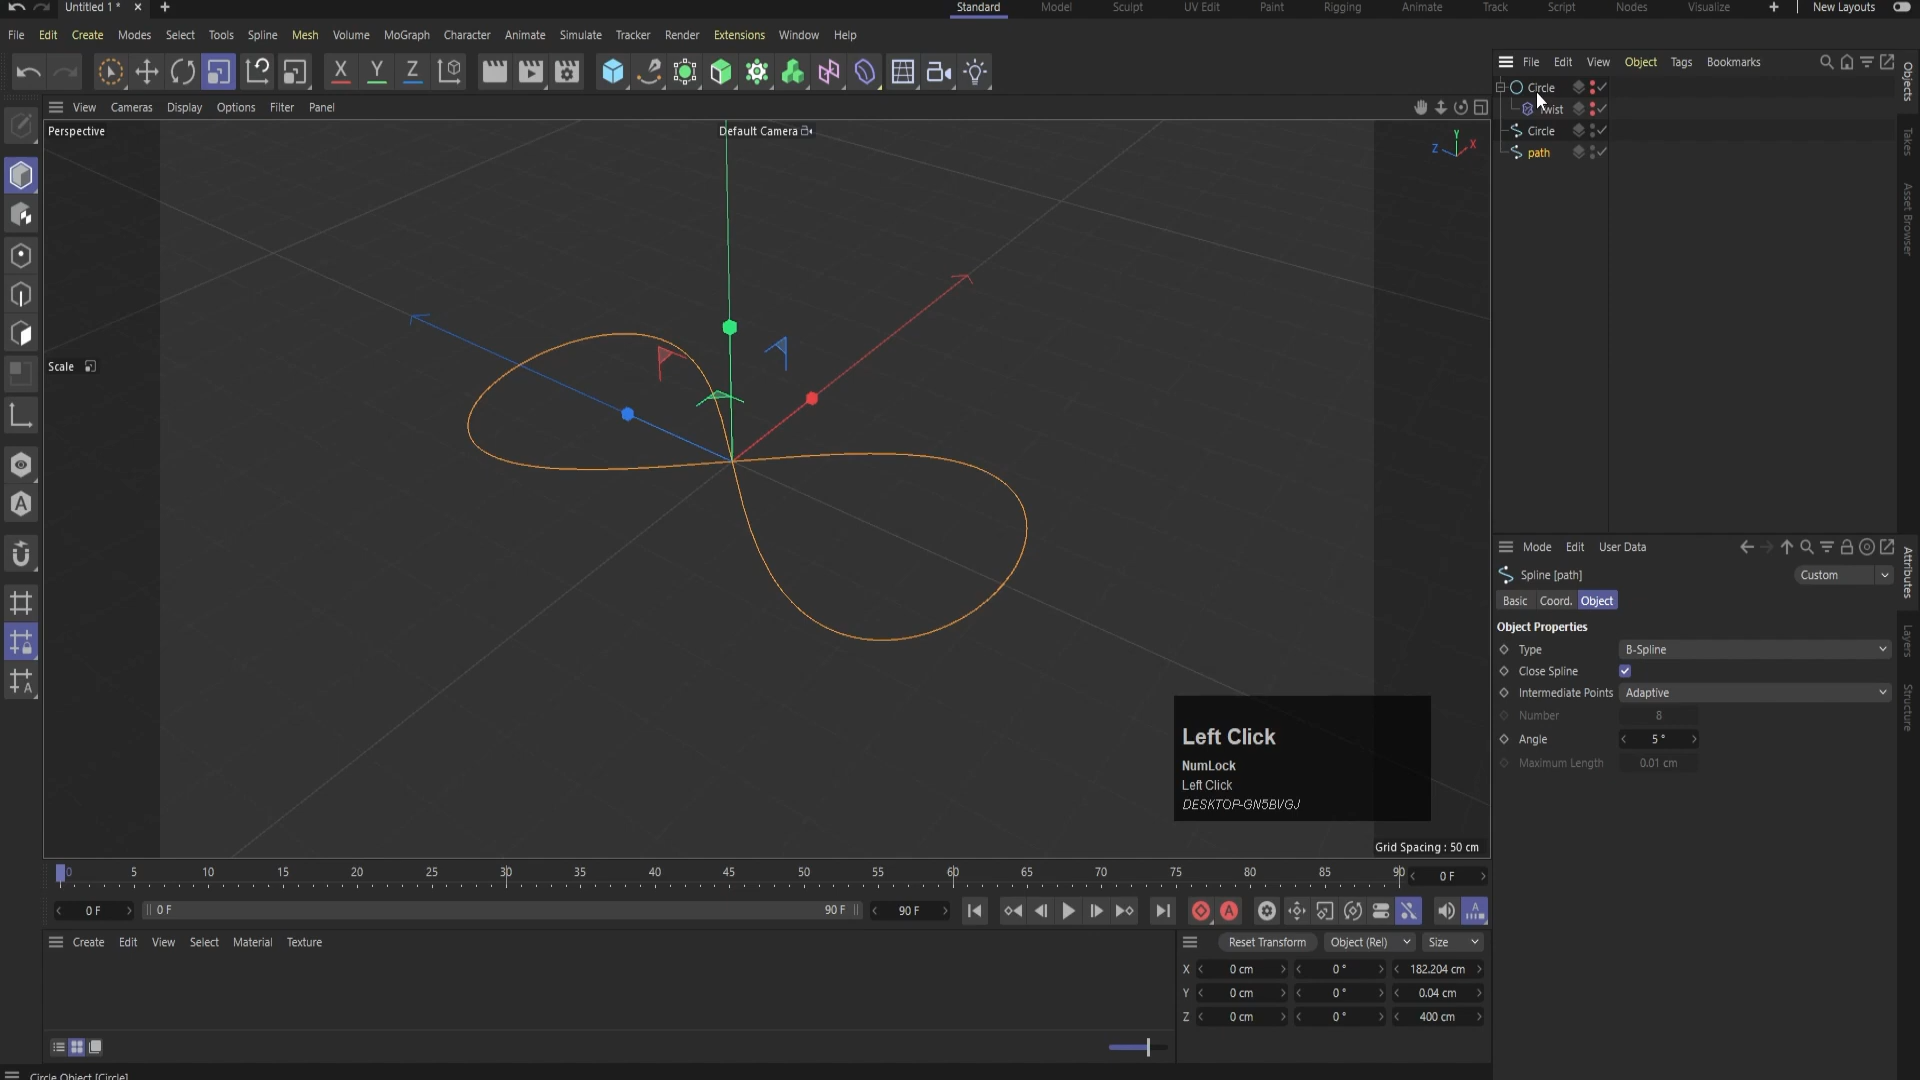 Untitled 1 *
Standard Model Sculpt UV Edit Paint Rigging Animate Track Script Nodes Visualize New Layouts
File Edit Create Modes Select Tools Spline Mesh Volume MoGraph Character Animate Simulate Tracker Render Extensions Window Help
X Y Z
File Edit View Object Tags Bookmarks
View Cameras Display Options Filter Panel
Perspective
Default Camera
Y
Z X
Circle
Circle
path
Objects
Takes
Asset Browser
Scale
Mode Edit User Data
Spline [path]
Custom
Basic Coord. Object
Object Properties
Type B-Spline
Close Spline
Intermediate Points Adaptive
Number 8
Angle 5 °
Maximum Length 0.01 cm
Attributes
Layers
Structure
Left Click
NumLock
Left Click
DESKTOP-GN5BVGJ
Grid Spacing : 50 cm
0 5 10 15 20 25 30 35 40 45 50 55 60 65 70 75 80 85 90 0 F
0 F 0 F 90 F 90 F
Create Edit View Select Material Texture
Reset Transform Object (Rel) Size
X 0 cm 0 ° 182.204 cm
Y 0 cm 0 ° 0.04 cm
Z 0 cm 0 ° 400 cm
Circle Object [Circle]